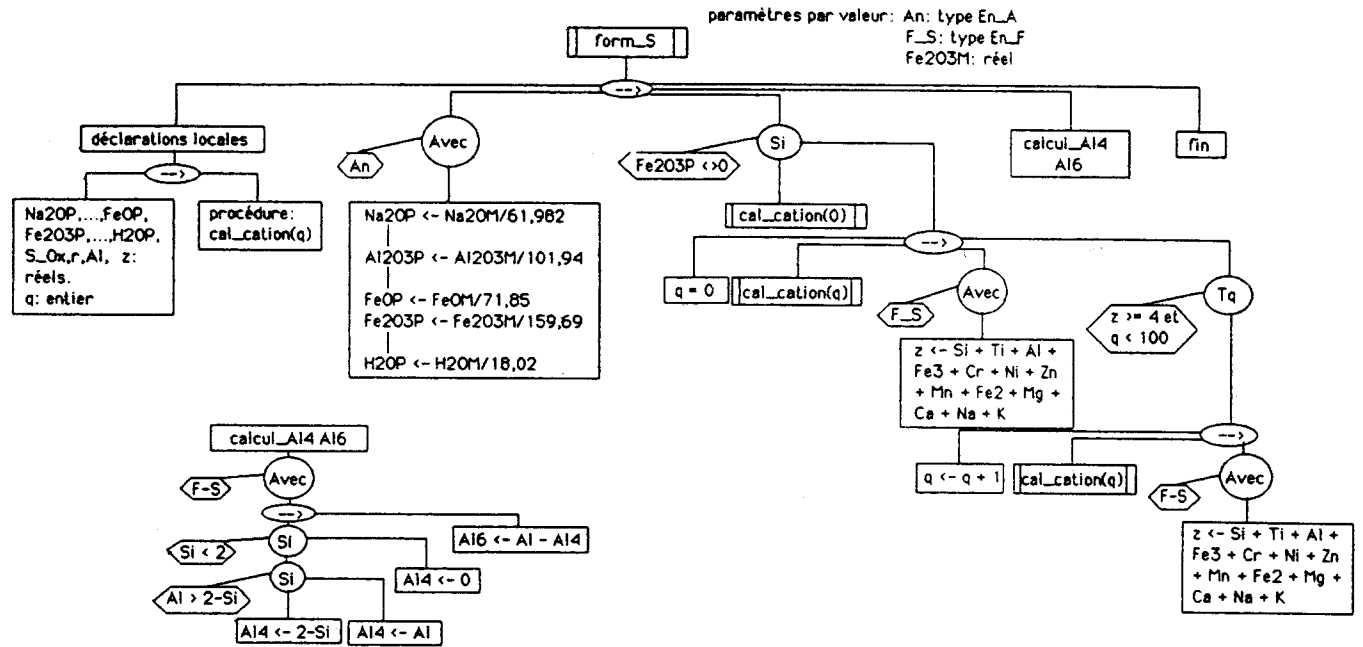 paramètres par valeur: An: type En_A
F_S: type En_F
Fe2O3M: réel
form_S
-->
déclarations locales
-->
Na2OP,...,FeOP,
Fe2O3P,...,H2OP,
S_Ox,r,Al, z:
réels.
q: entier
procédure:
cal_cation(q)
Avec
An
Na2OP <- Na2OM/61,982
Al2O3P <- Al2O3M/101,94
FeOP <- FeOM/71,85
Fe2O3P <- Fe2O3M/159,69
H2OP <- H2OM/18,02
Si
Fe2O3P <>0
cal_cation(0)
-->
q = 0
cal_cation(q)
Avec
F_S
z <- Si + Ti + Al +
Fe3 + Cr + Ni + Zn
+ Mn + Fe2 + Mg +
Ca + Na + K
Tq
z >= 4 et
q < 100
-->
q <- q + 1
cal_cation(q)
Avec
F-S
z <- Si + Ti + Al +
Fe3 + Cr + Ni + Zn
+ Mn + Fe2 + Mg +
Ca + Na + K
calcul_Al4
Al6
fin
calcul_Al4 Al6
Avec
F-S
-->
Si
Si < 2
Si
Al > 2-Si
Al4 <- 2-Si
Al4 <- Al
Al4 <- 0
Al6 <- Al - Al4